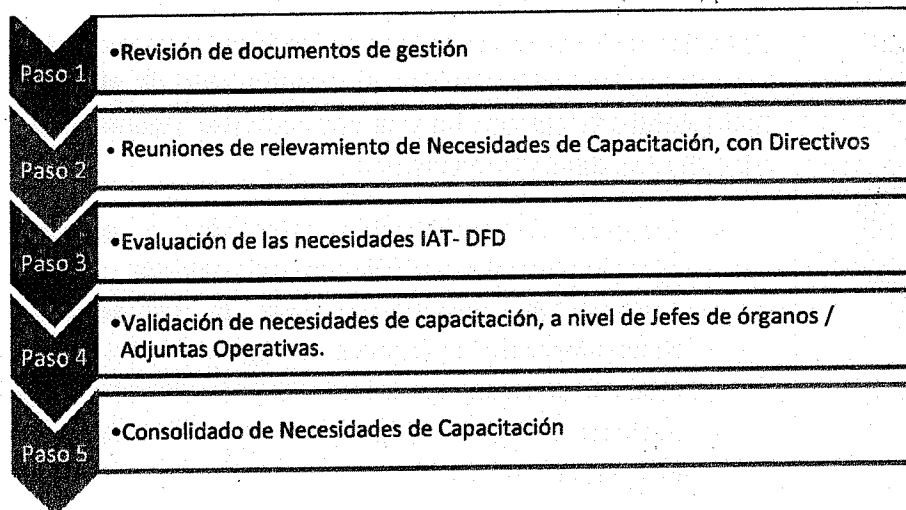 Paso 1
•Revisión de documentos de gestión
Paso 2
• Reuniones de relevamiento de Necesidades de Capacitación, con Directivos
Paso 3
•Evaluación de las necesidades IAT- DFD
Paso 4
•Validación de necesidades de capacitación, a nivel de Jefes de órganos /
Adjuntas Operativas.
Paso 5
•Consolidado de Necesidades de Capacitación